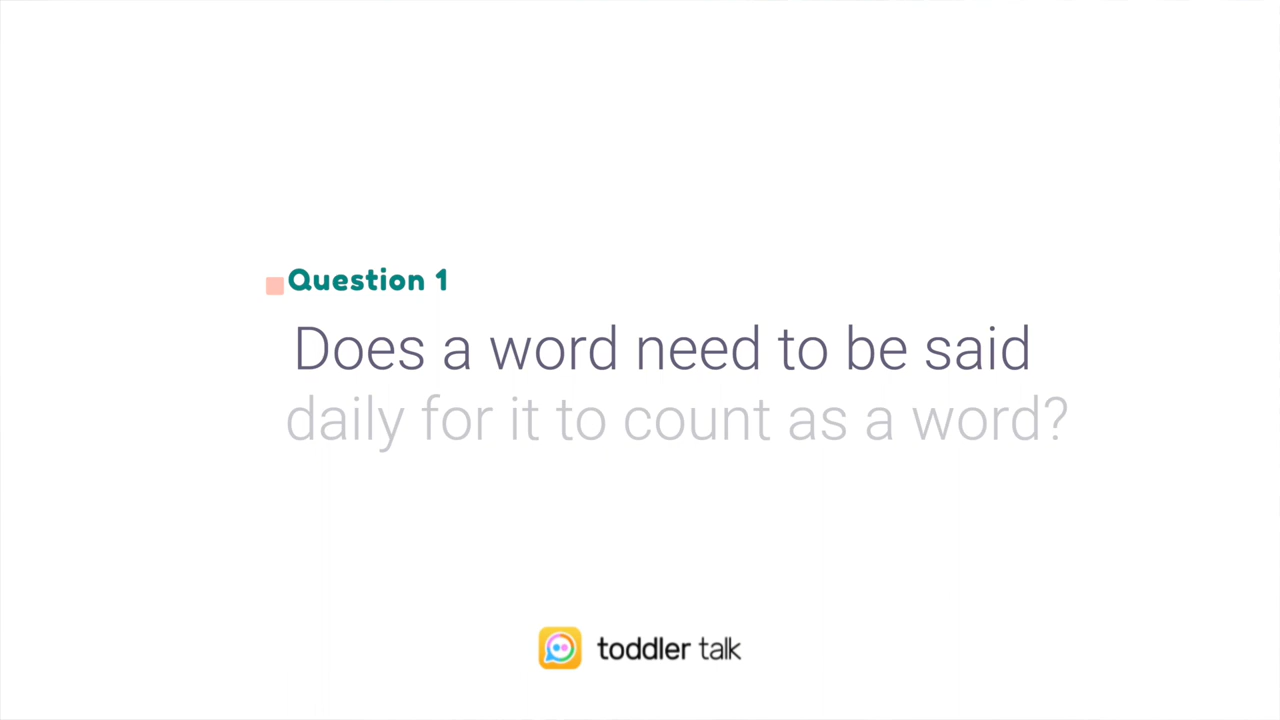 Question 1
Does a word need to be said
daily for it to count as a word?
toddler talk